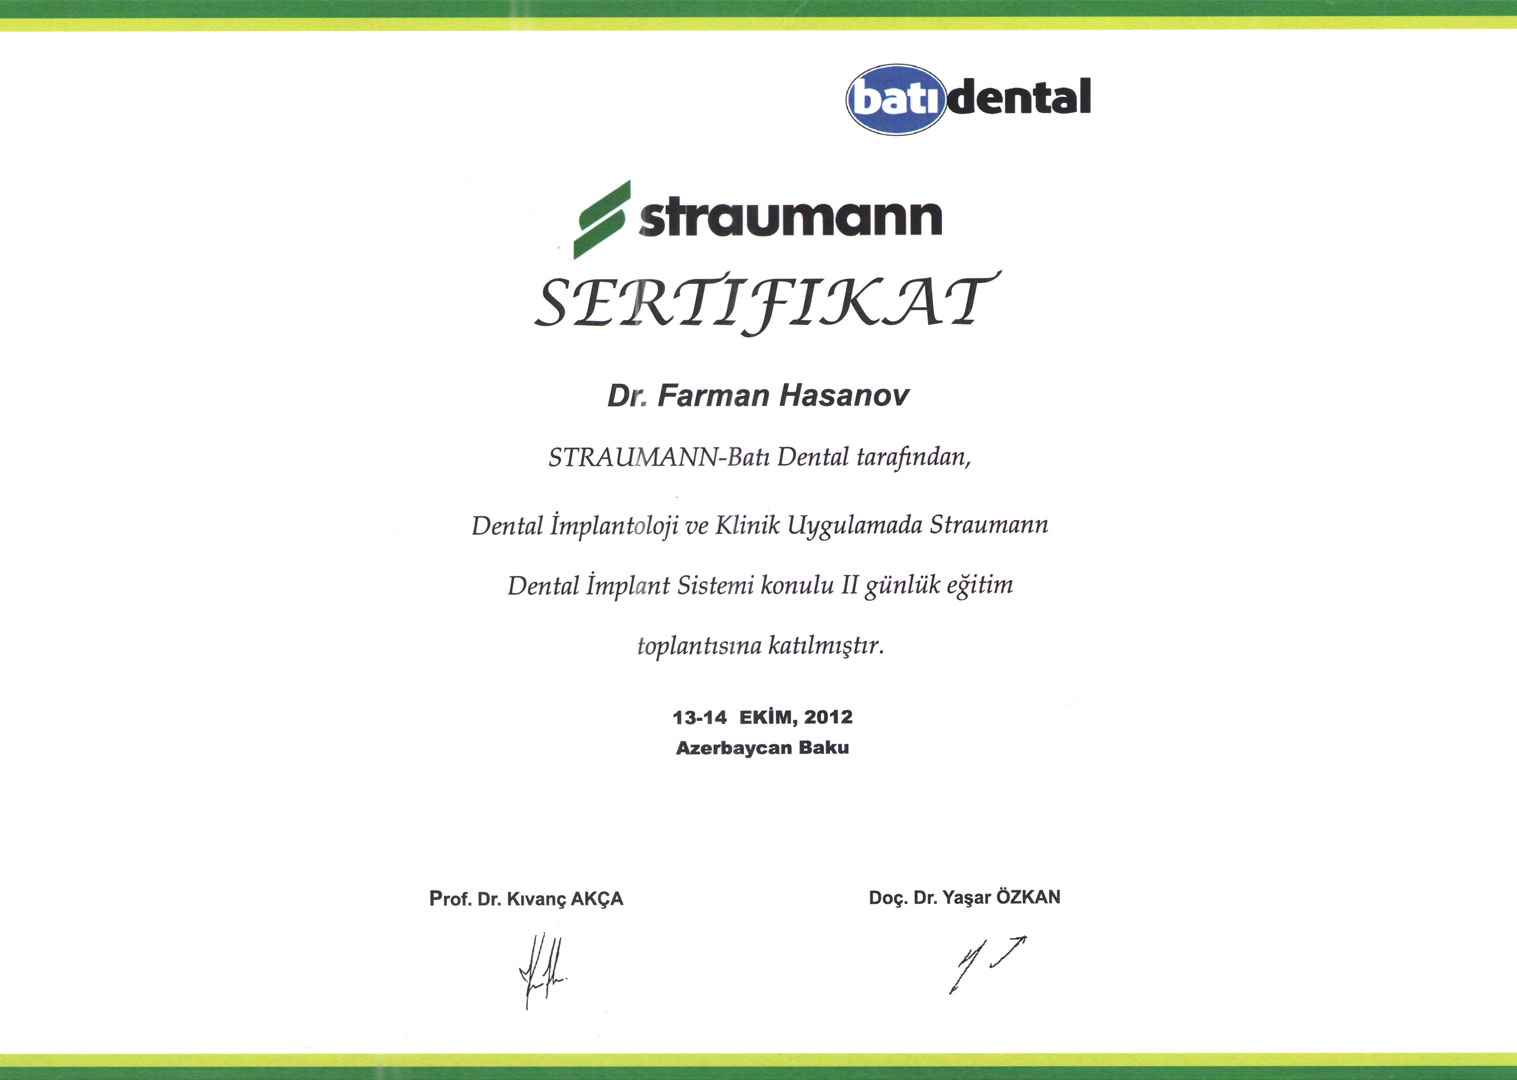 batıdental
straumann
SERTIFIKAT
Dr. Farman Hasanov
STRAUMANN-Batı Dental tarafından,
Dental İmplantoloji ve Klinik Uygulamada Straumann
Dental İmplant Sistemi konulu II günlük eğitim
toplantısına katılmıştır.
13-14 EKİM, 2012
Azerbaycan Baku
Prof. Dr. Kıvanç AKÇA
Doç. Dr. Yaşar ÖZKAN